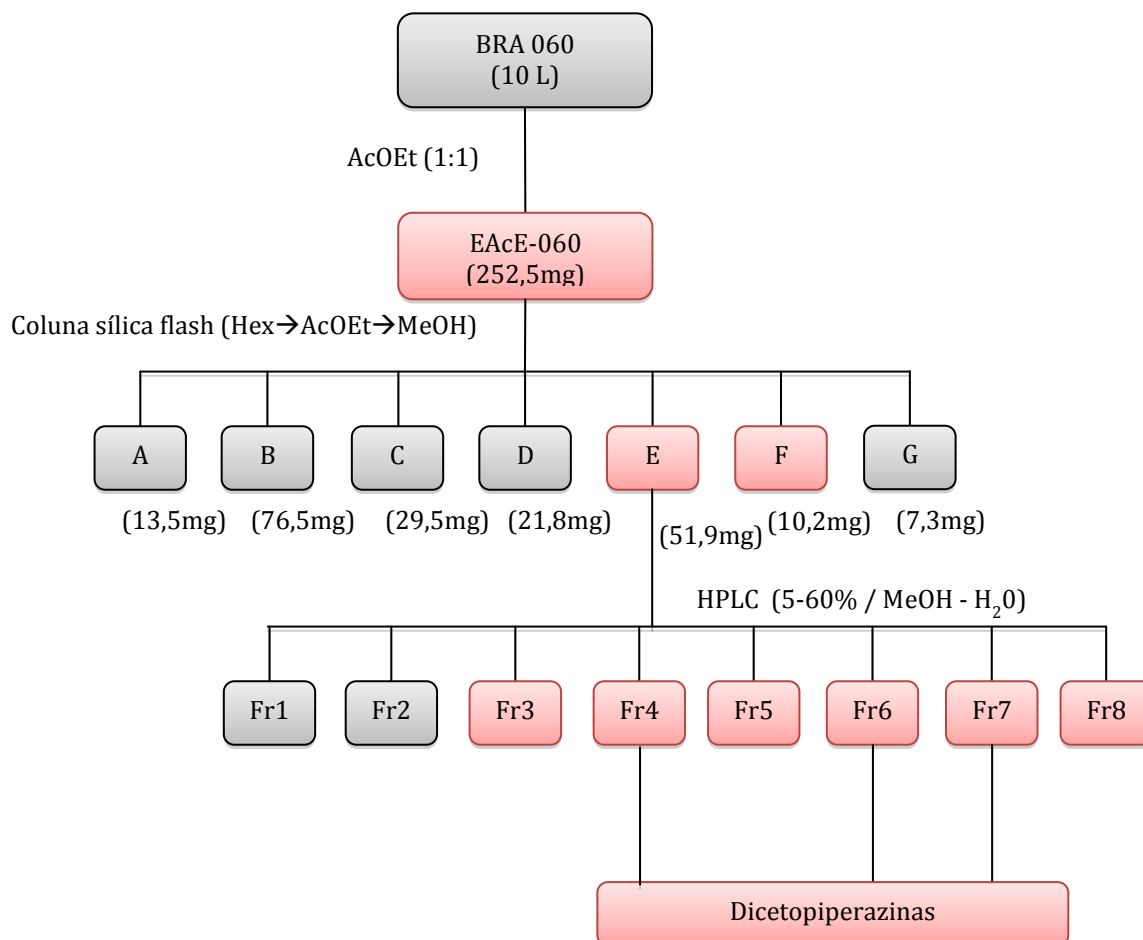 BRA 060
(10 L)
AcOEt (1:1)
EAcE-060
(252,5mg)
Coluna sílica flash (Hex→AcOEt→MeOH)
A B C D E F G
(13,5mg) (76,5mg) (29,5mg) (21,8mg) (51,9mg) (10,2mg) (7,3mg)
HPLC (5-60% / MeOH - H₂0)
Fr1 Fr2 Fr3 Fr4 Fr5 Fr6 Fr7 Fr8
Dicetopiperazinas